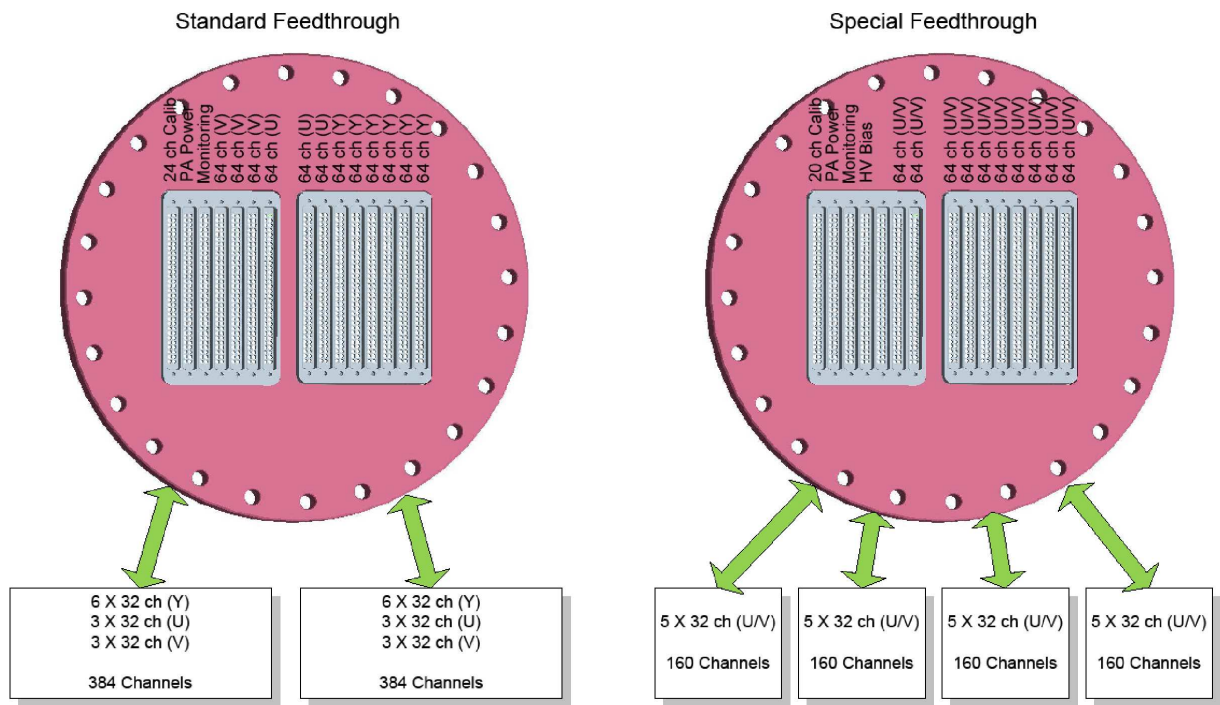 Standard Feedthrough
24 ch Calib
PA Power
Monitoring
64 ch (V)
64 ch (V)
64 ch (V)
64 ch (U)
64 ch (U)
64 ch (U)
64 ch (Y)
64 ch (Y)
64 ch (Y)
64 ch (Y)
64 ch (Y)
64 ch (Y)
6 X 32 ch (Y)
3 X 32 ch (U)
3 X 32 ch (V)
384 Channels
6 X 32 ch (Y)
3 X 32 ch (U)
3 X 32 ch (V)
384 Channels
Special Feedthrough
20 ch Calib
PA Power
Monitoring
HV Bias
64 ch (U/V)
64 ch (U/V)
64 ch (U/V)
64 ch (U/V)
64 ch (U/V)
64 ch (U/V)
64 ch (U/V)
64 ch (U/V)
64 ch (U/V)
64 ch (U/V)
5 X 32 ch (U/V)
160 Channels
5 X 32 ch (U/V)
160 Channels
5 X 32 ch (U/V)
160 Channels
5 X 32 ch (U/V)
160 Channels